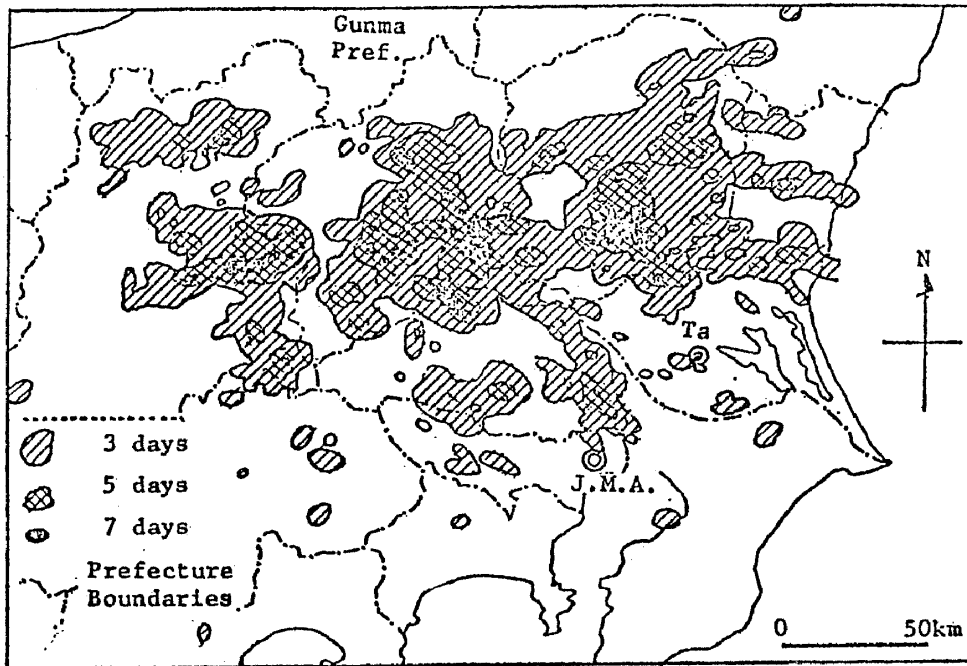 Gunma
Pref.
N
Ta
3 days
5 days
7 days
J.M.A.
Prefecture
Boundaries
0 50km